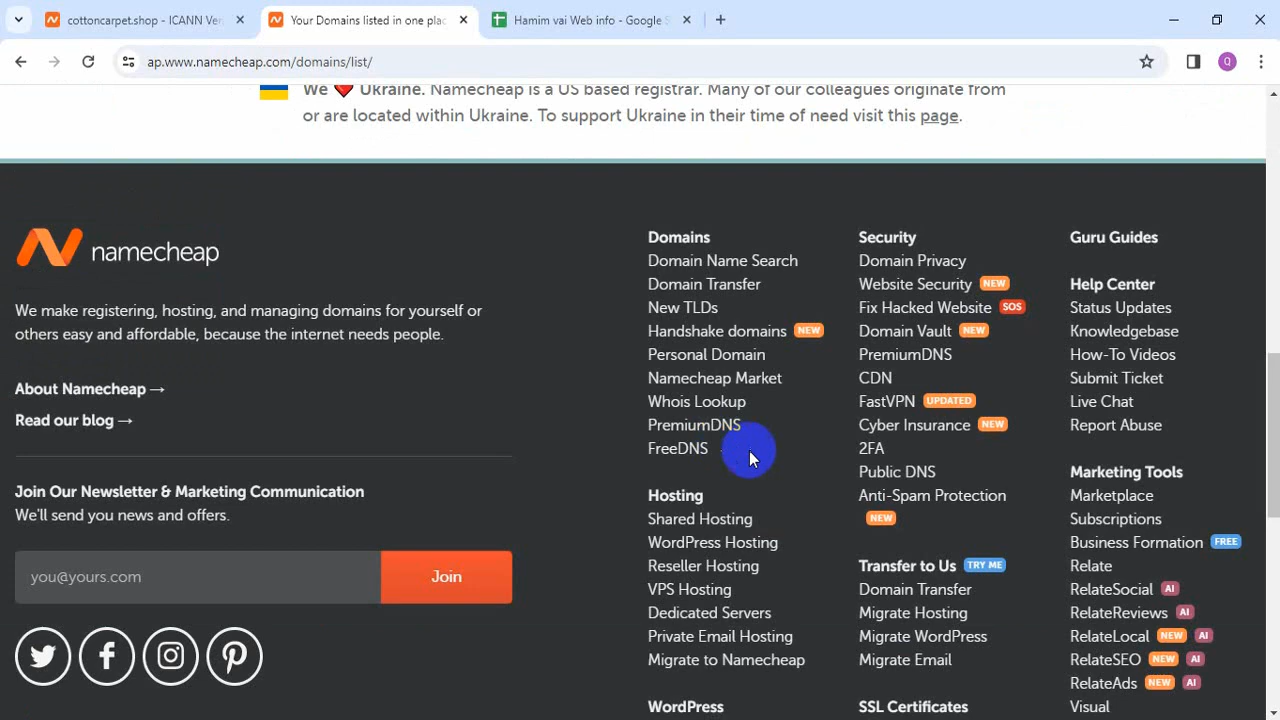 cottoncarpet.shop - ICANN Ver
Your Domains listed in one plac
Hamim vai Web info - Google S
ap.www.namecheap.com/domains/list/
Q
We ❤ Ukraine. Namecheap is a US based registrar. Many of our colleagues originate from
or are located within Ukraine. To support Ukraine in their time of need visit this page.
namecheap
We make registering, hosting, and managing domains for yourself or
others easy and affordable, because the internet needs people.
About Namecheap →
Read our blog →
Join Our Newsletter & Marketing Communication
We'll send you news and offers.
you@yours.com
Join
Domains
Domain Name Search
Domain Transfer
New TLDs
Handshake domains NEW
Personal Domain
Namecheap Market
Whois Lookup
PremiumDNS
FreeDNS
Hosting
Shared Hosting
WordPress Hosting
Reseller Hosting
VPS Hosting
Dedicated Servers
Private Email Hosting
Migrate to Namecheap
WordPress
Security
Domain Privacy
Website Security NEW
Fix Hacked Website SOS
Domain Vault NEW
PremiumDNS
CDN
FastVPN UPDATED
Cyber Insurance NEW
2FA
Public DNS
Anti-Spam Protection
NEW
Transfer to Us TRY ME
Domain Transfer
Migrate Hosting
Migrate WordPress
Migrate Email
SSL Certificates
Guru Guides
Help Center
Status Updates
Knowledgebase
How-To Videos
Submit Ticket
Live Chat
Report Abuse
Marketing Tools
Marketplace
Subscriptions
Business Formation FREE
Relate
RelateSocial AI
RelateReviews AI
RelateLocal NEW AI
RelateSEO NEW AI
RelateAds NEW AI
Visual